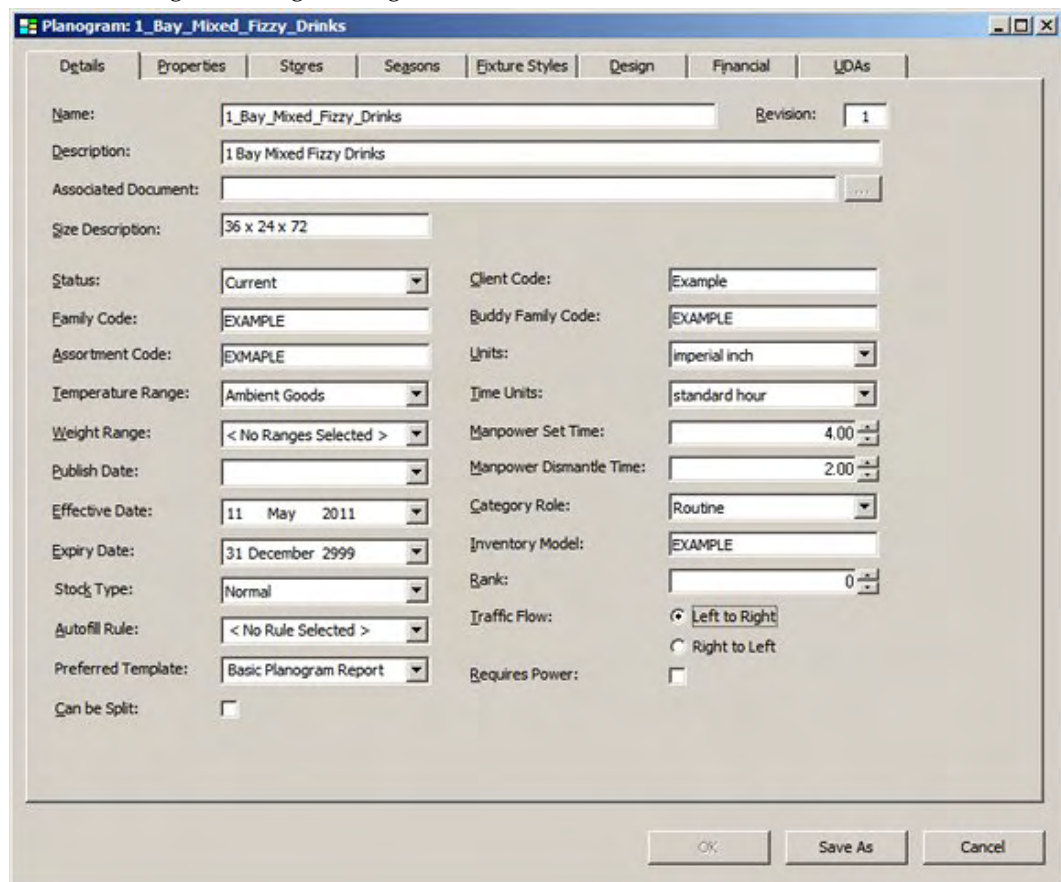 Planogram: 1_Bay_Mixed_Fizzy_Drinks
Details Properties Stores Seasons Fixture Styles Design Financial UDAs
Name: 1_Bay_Mixed_Fizzy_Drinks Revision: 1
Description: 1 Bay Mixed Fizzy Drinks
Associated Document: ...
Size Description: 36 x 24 x 72
Status: Current Client Code: Example
Family Code: EXAMPLE Buddy Family Code: EXAMPLE
Assortment Code: EXMAPLE Units: imperial inch
Temperature Range: Ambient Goods Time Units: standard hour
Weight Range: < No Ranges Selected > Manpower Set Time: 4.00
Publish Date: Manpower Dismantle Time: 2.00
Effective Date: 11 May 2011 Category Role: Routine
Expiry Date: 31 December 2999 Inventory Model: EXAMPLE
Stock Type: Normal Rank: 0
Autofill Rule: < No Rule Selected > Traffic Flow: Left to Right
Right to Left
Preferred Template: Basic Planogram Report Requires Power:
Can be Split:
OK Save As Cancel